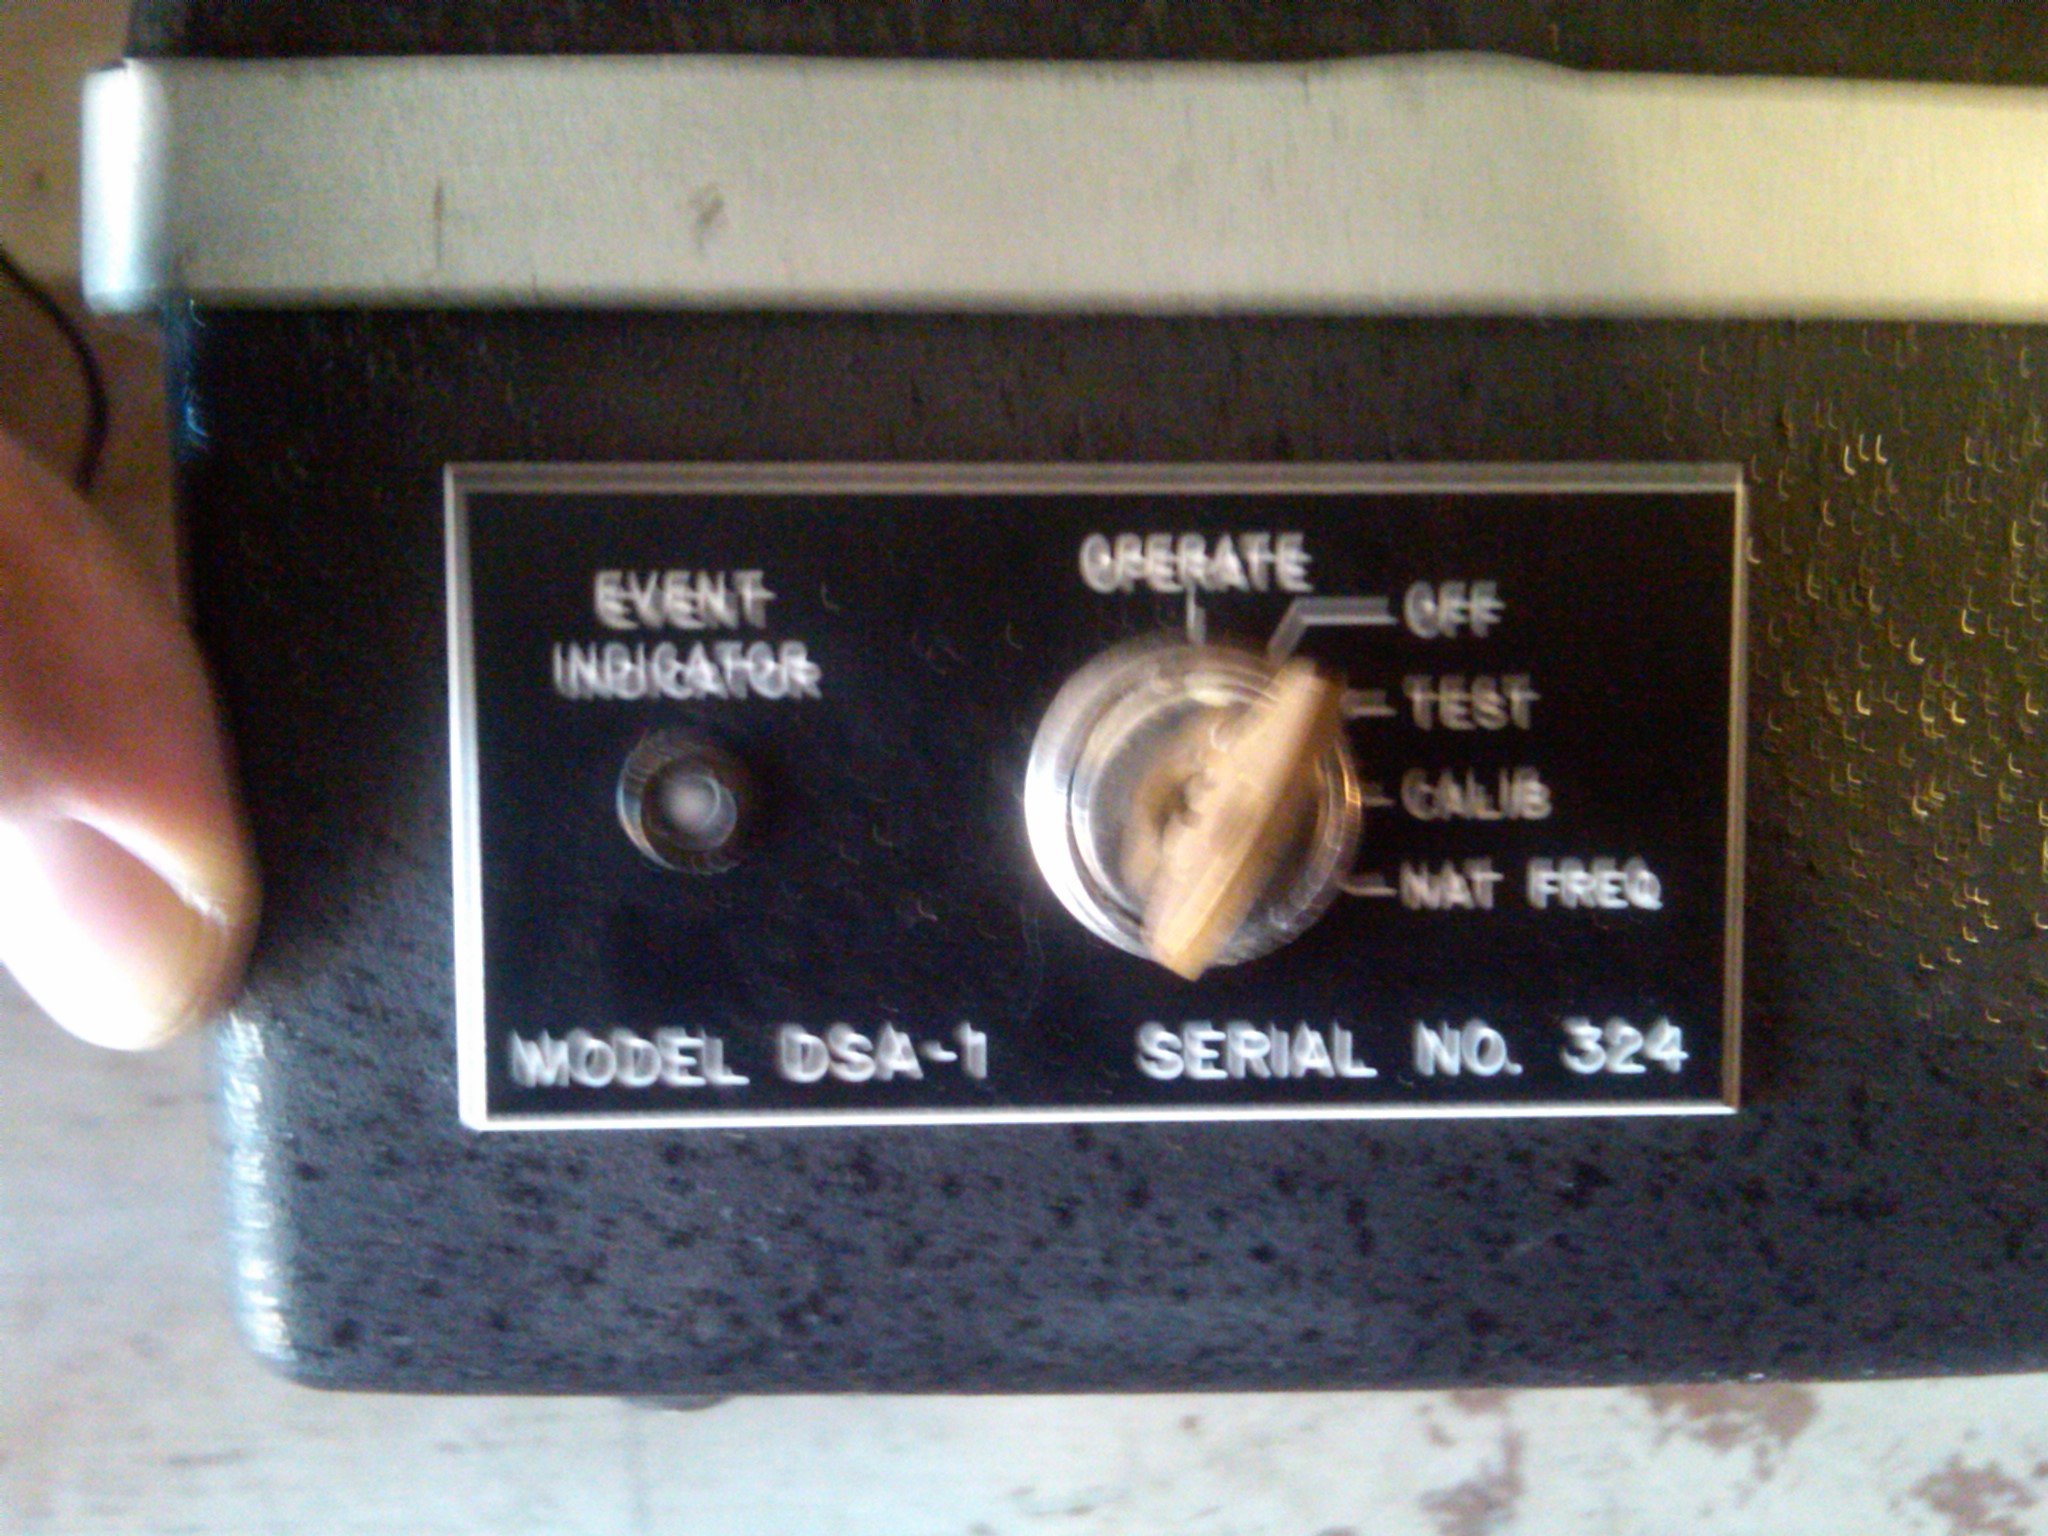 EVENT
INDICATOR
OPERATE
OFF
TEST
CALIB
NAT FREQ
MODEL DSA-1
SERIAL NO. 324